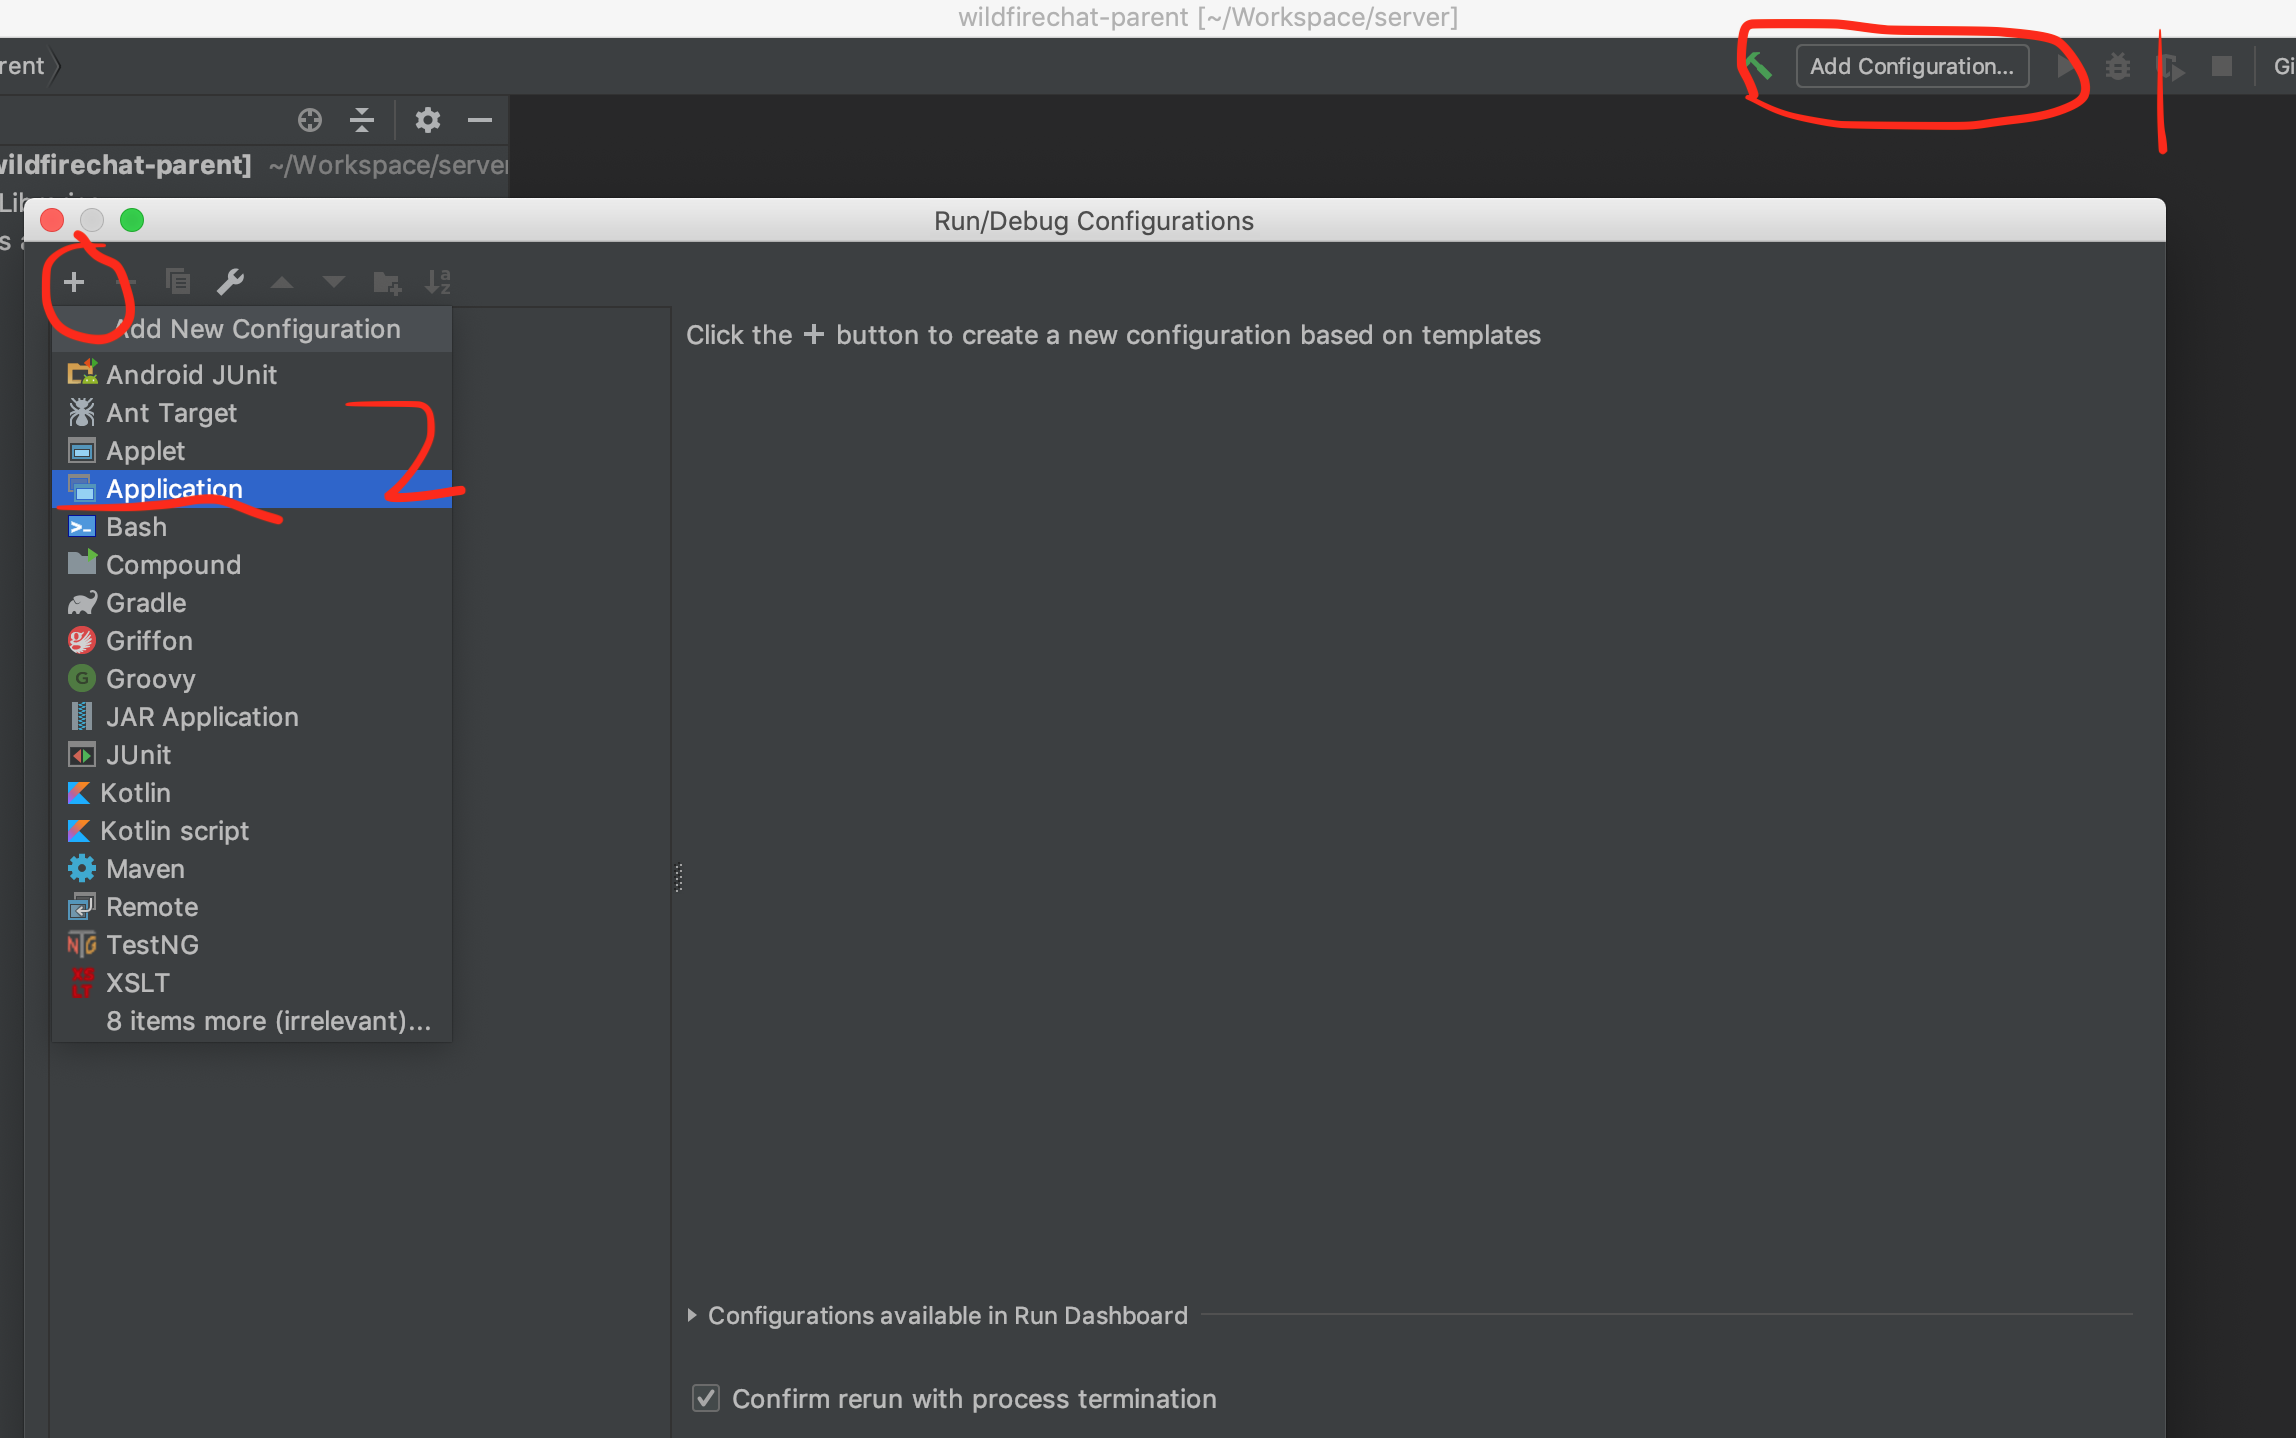 wildfirechat-parent [~/Workspace/server]
rent
Add Configuration...
Gi
1
wildfirechat-parent] ~/Workspace/server
Run/Debug Configurations
Add New Configuration
Click the + button to create a new configuration based on templates
Android JUnit
Ant Target
2
Applet
Application
Bash
Compound
Gradle
Griffon
Groovy
JAR Application
JUnit
Kotlin
Kotlin script
Maven
Remote
TestNG
XSLT
8 items more (irrelevant)...
Configurations available in Run Dashboard
Confirm rerun with process termination